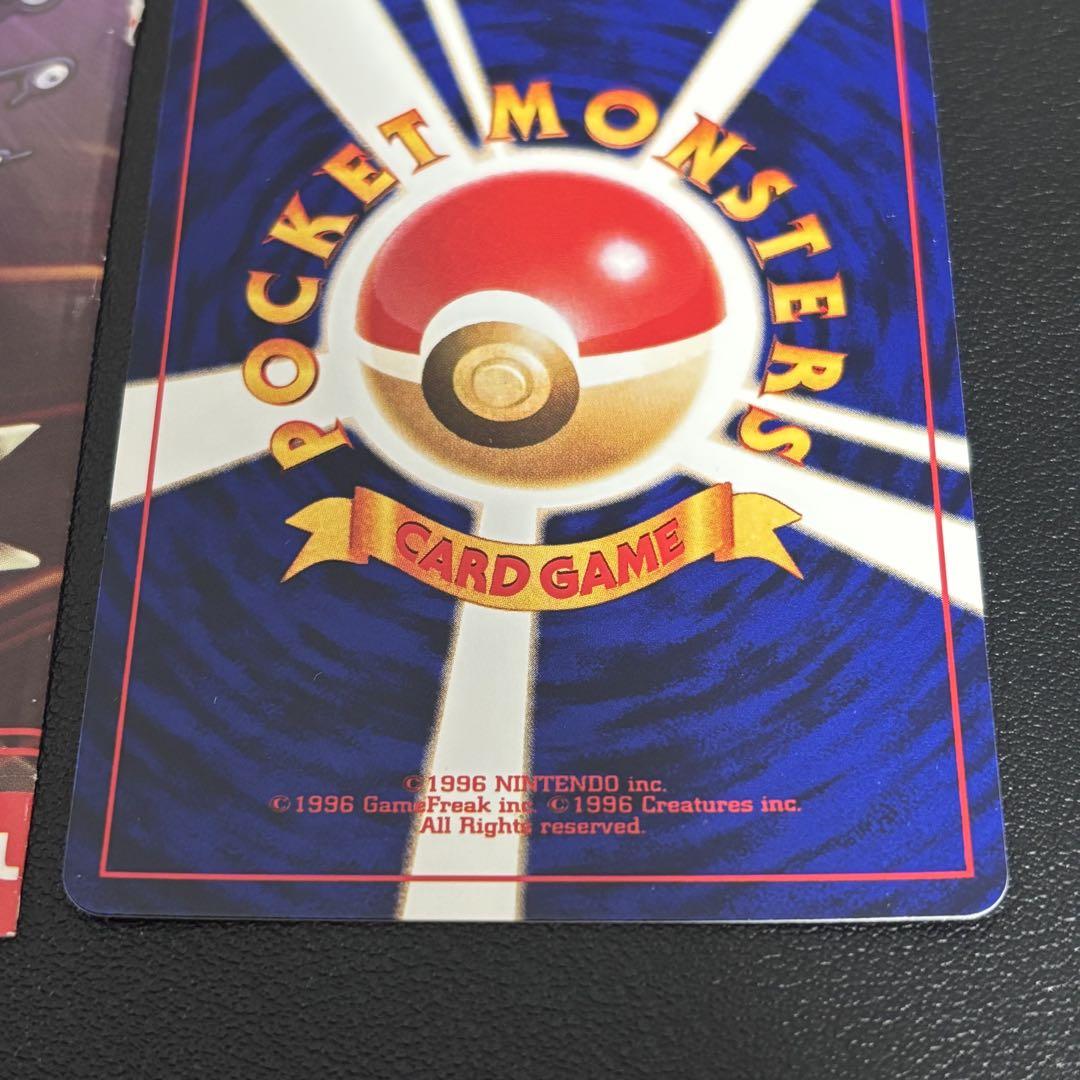 POCKET MONSTERS
CARD GAME
©1996 NINTENDO inc.
©1996 GameFreak inc. ©1996 Creatures inc.
All Rights reserved.